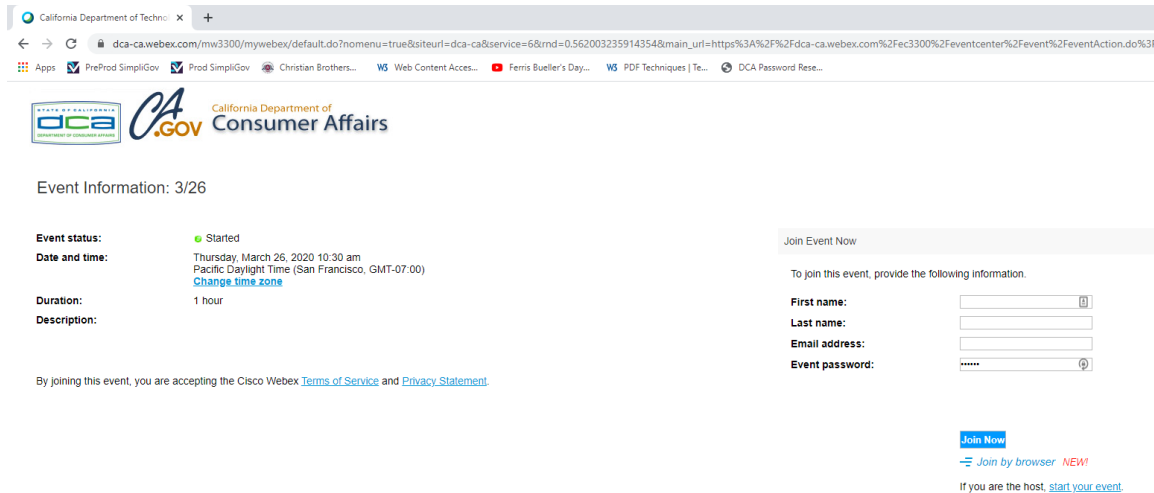 California Department of Techno
dca-ca.webex.com/mw3300/mywebex/default.do?nomenu=true&siteurl=dca-ca&service=6&rnd=0.562003235914354&main_url=https%3A%2F%2Fdca-ca.webex.com%2Fec3300%2Feventcenter%2Fevent%2FeventAction.do%3F
Apps PreProd SimpliGov Prod SimpliGov Christian Brothers... W3 Web Content Acces... Ferris Bueller's Day... W3 PDF Techniques | Te... DCA Password Rese...
STATE OF CALIFORNIA
dca
DEPARTMENT OF CONSUMER AFFAIRS
CA
.GOV
California Department of
Consumer Affairs
Event Information: 3/26
Event status: Started
Date and time: Thursday, March 26, 2020 10:30 am
Pacific Daylight Time (San Francisco, GMT-07:00)
Change time zone
Duration: 1 hour
Description:
By joining this event, you are accepting the Cisco Webex Terms of Service and Privacy Statement.
Join Event Now
To join this event, provide the following information.
First name:
Last name:
Email address:
Event password: ••••••
Join Now
Join by browser NEW!
If you are the host, start your event.